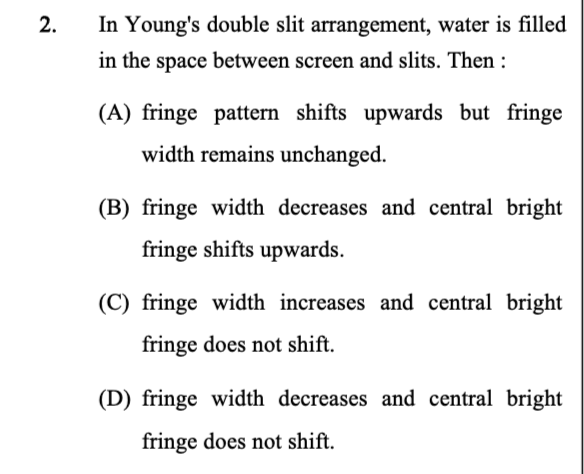 2. In Young's double slit arrangement, water is filled
in the space between screen and slits. Then :
(A) fringe pattern shifts upwards but fringe
width remains unchanged.
(B) fringe width decreases and central bright
fringe shifts upwards.
(C) fringe width increases and central bright
fringe does not shift.
(D) fringe width decreases and central bright
fringe does not shift.